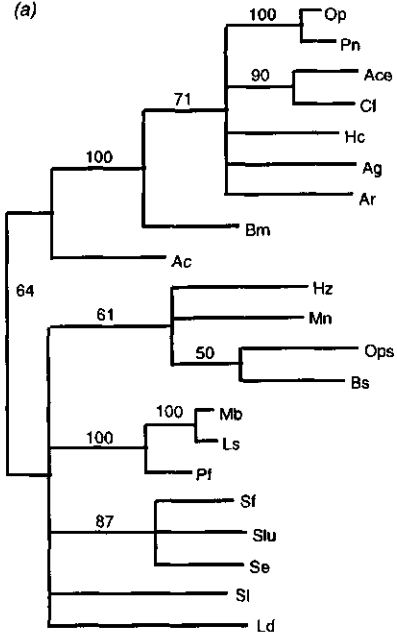 (a)
100
Op
Pn
90
Ace
Cf
71
Hc
Ag
Ar
100
Bm
Ac
64
Hz
61
Mn
50
Ops
Bs
100
Mb
Ls
100
Pf
Sf
87
Slu
Se
Sl
Ld